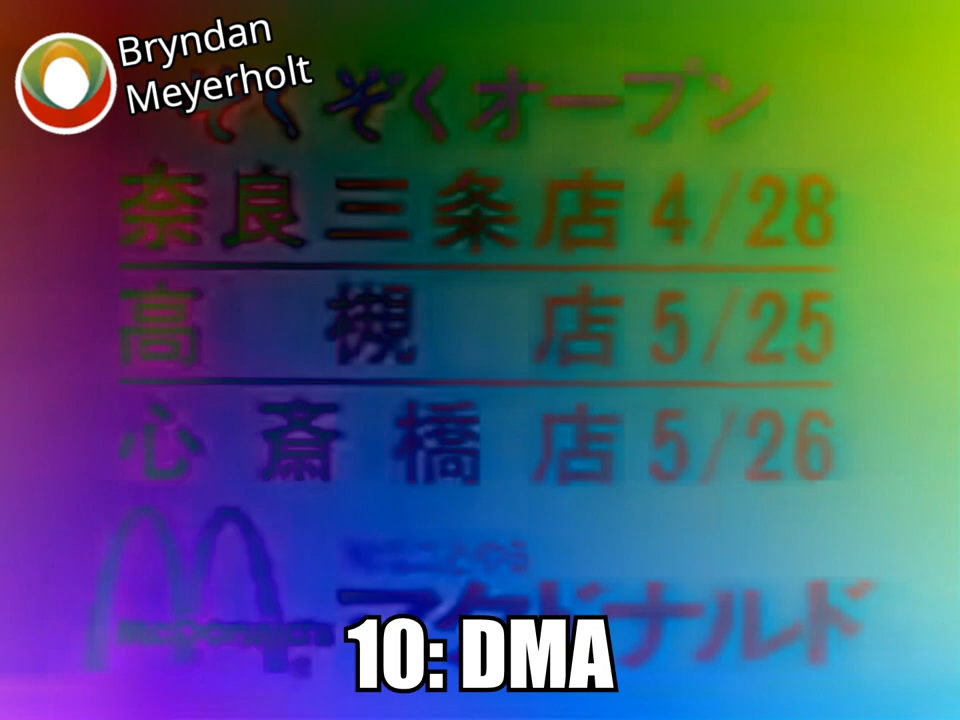 Bryndan
Meyerholt
ぞくぞくオープン
奈良三条店 4/28
高槻店 5/25
心斎橋店 5/26
McDonald's
マクドナルド
10: DMA